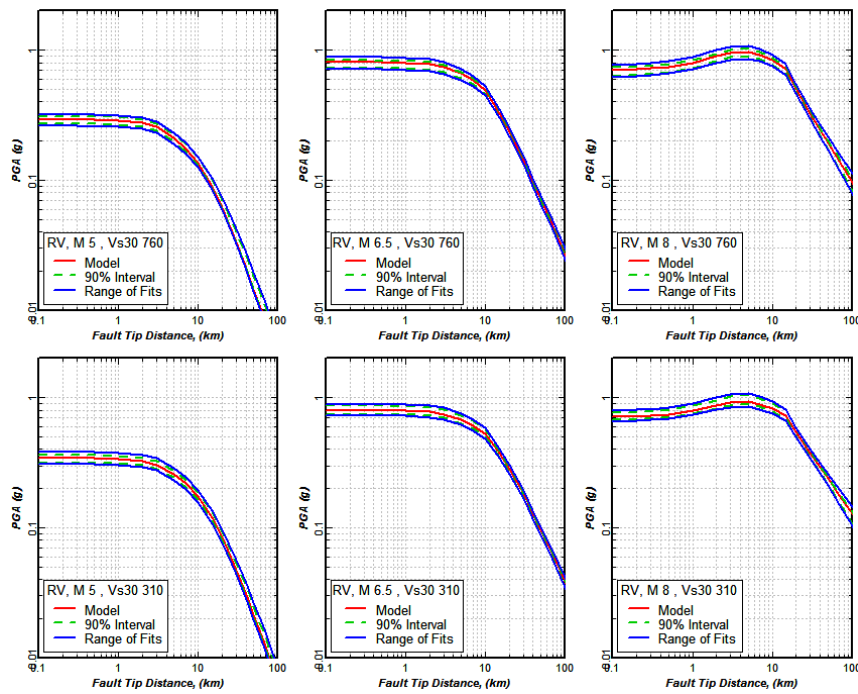 PGA (g)
1
0.1
0.01
RV, M 5 , Vs30 760
Model
90% Interval
Range of Fits
0.1
1
10
100
Fault Tip Distance, (km)
PGA (g)
1
0.1
0.01
RV, M 6.5 , Vs30 760
Model
90% Interval
Range of Fits
0.1
1
10
100
Fault Tip Distance, (km)
PGA (g)
1
0.1
0.01
RV, M 8 , Vs30 760
Model
90% Interval
Range of Fits
0.1
1
10
100
Fault Tip Distance, (km)
PGA (g)
1
0.1
0.01
RV, M 5 , Vs30 310
Model
90% Interval
Range of Fits
0.1
1
10
100
Fault Tip Distance, (km)
PGA (g)
1
0.1
0.01
RV, M 6.5 , Vs30 310
Model
90% Interval
Range of Fits
0.1
1
10
100
Fault Tip Distance, (km)
PGA (g)
1
0.1
0.01
RV, M 8 , Vs30 310
Model
90% Interval
Range of Fits
0.1
1
10
100
Fault Tip Distance, (km)